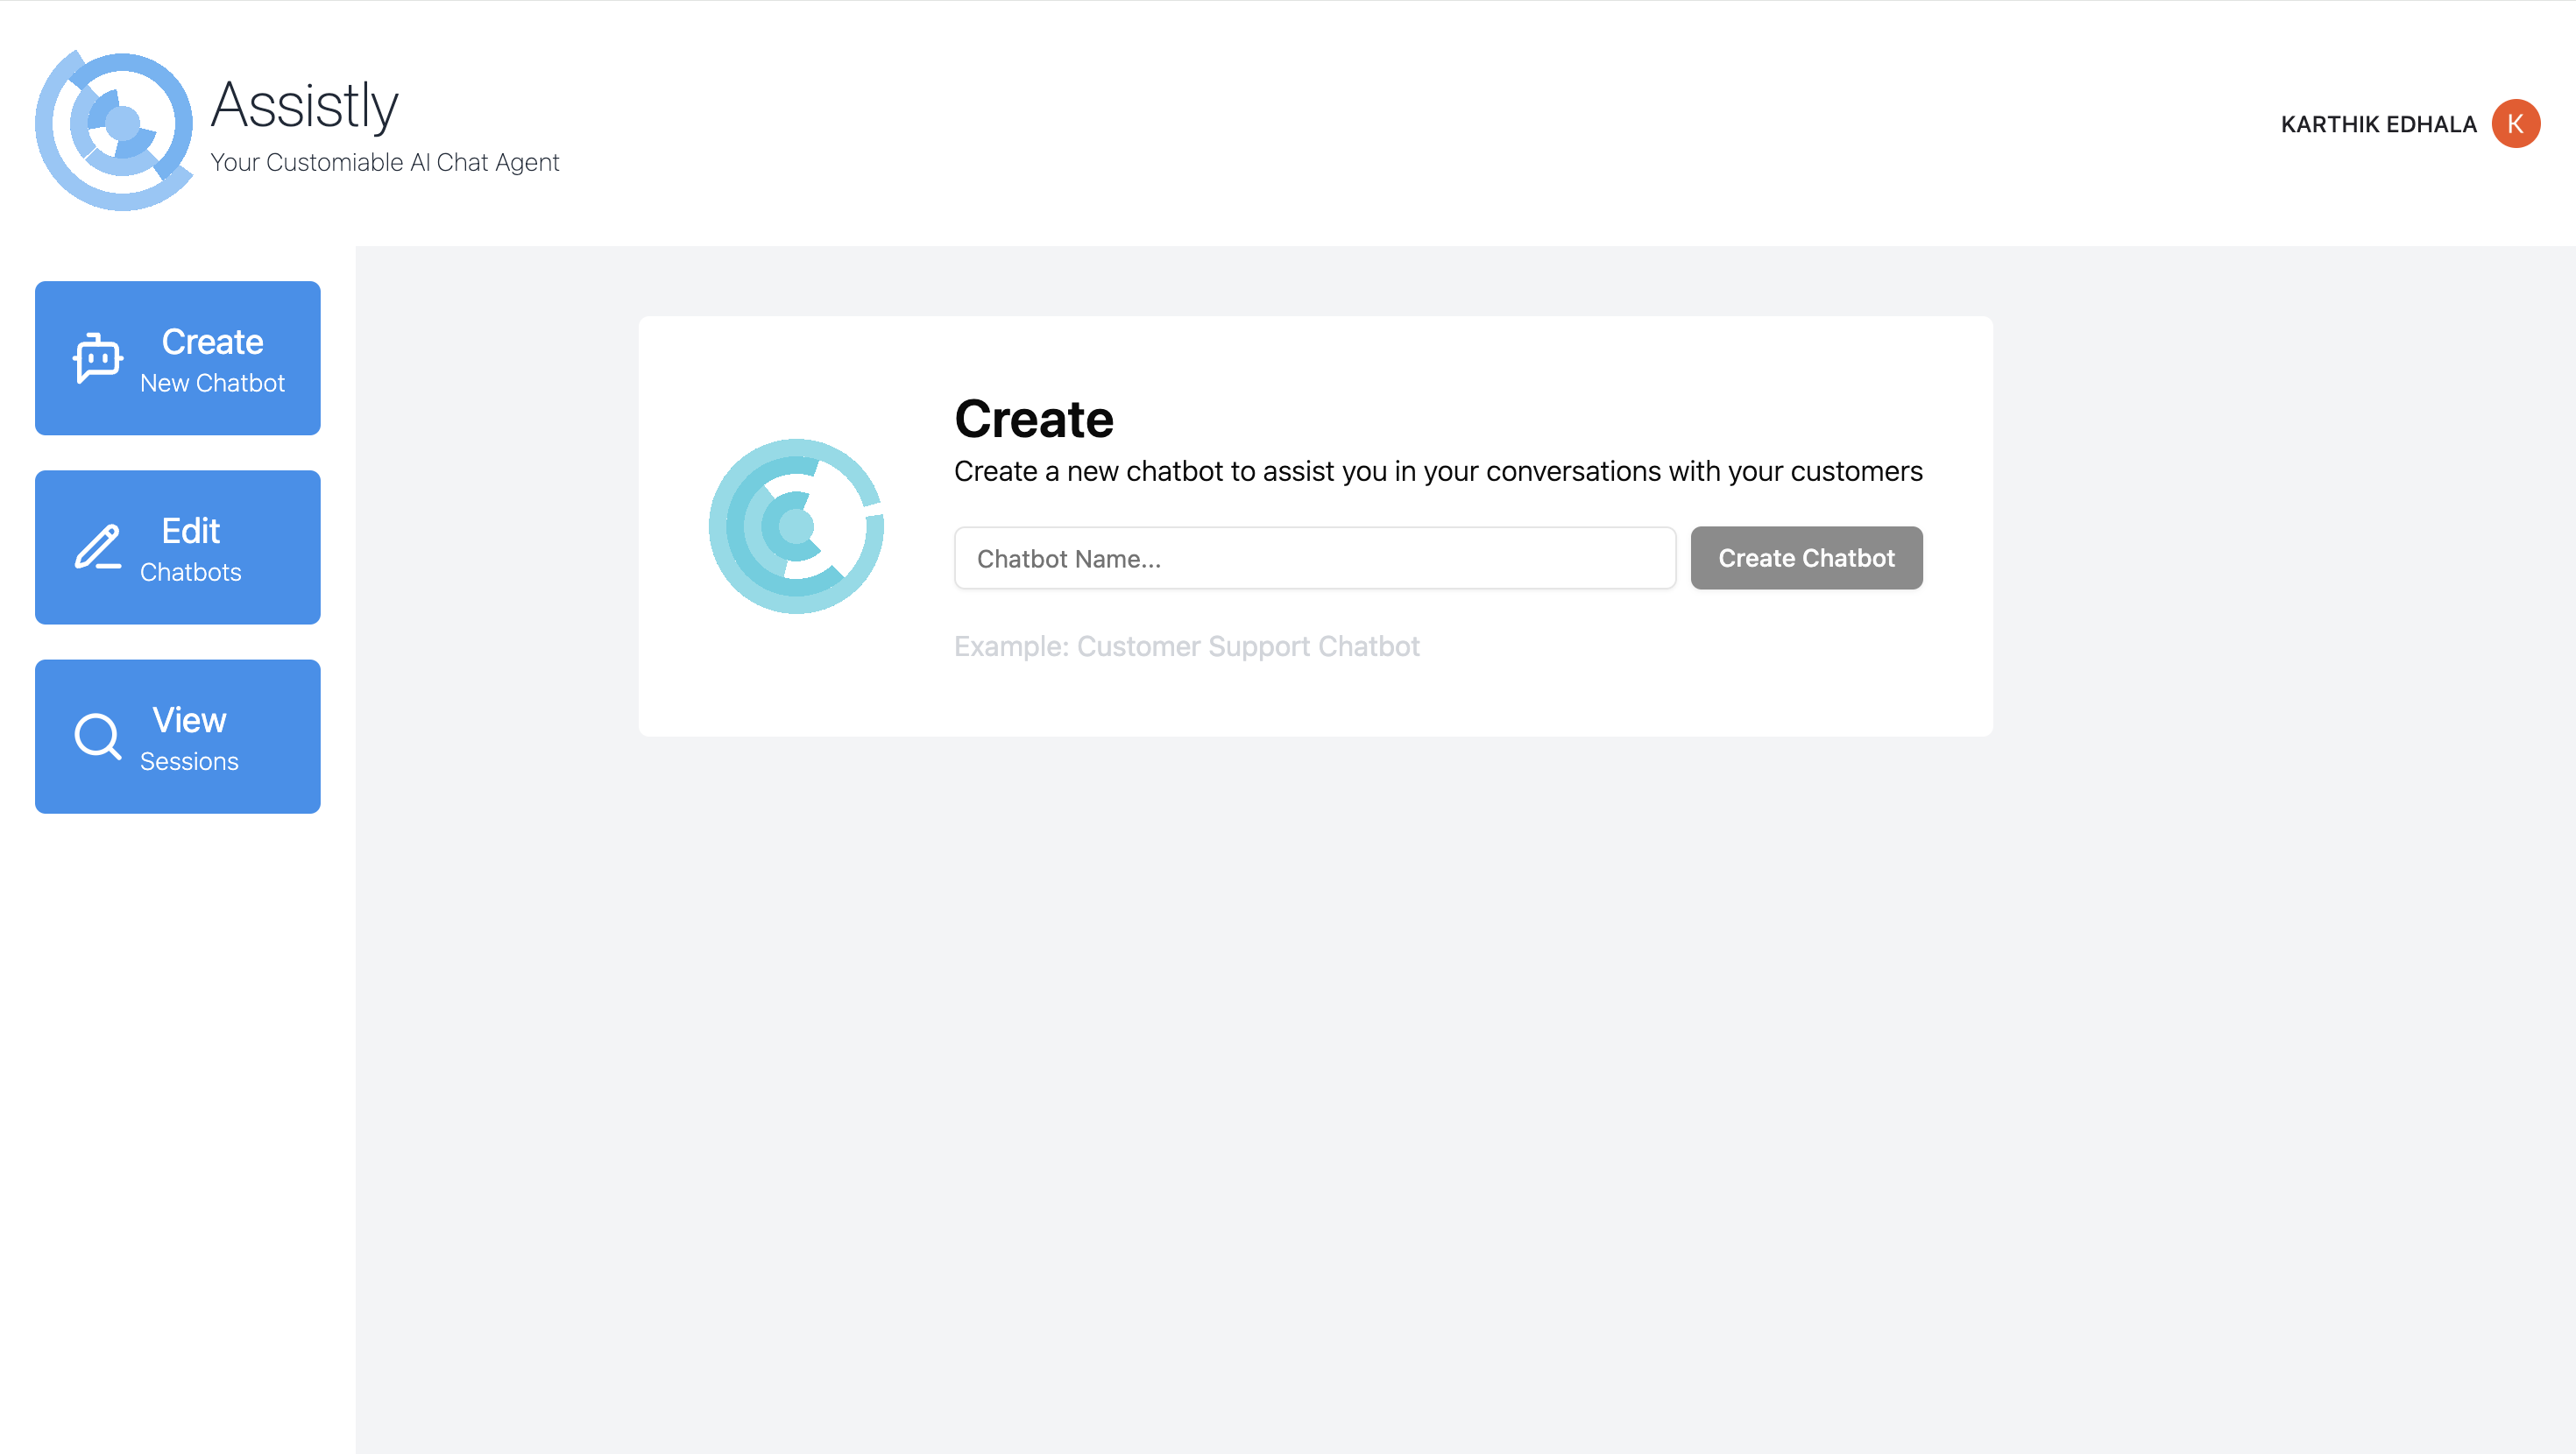 Assistly
Your Customiable AI Chat Agent
KARTHIK EDHALA
K
Create
New Chatbot
Edit
Chatbots
View
Sessions
Create
Create a new chatbot to assist you in your conversations with your customers
Chatbot Name...
Create Chatbot
Example: Customer Support Chatbot